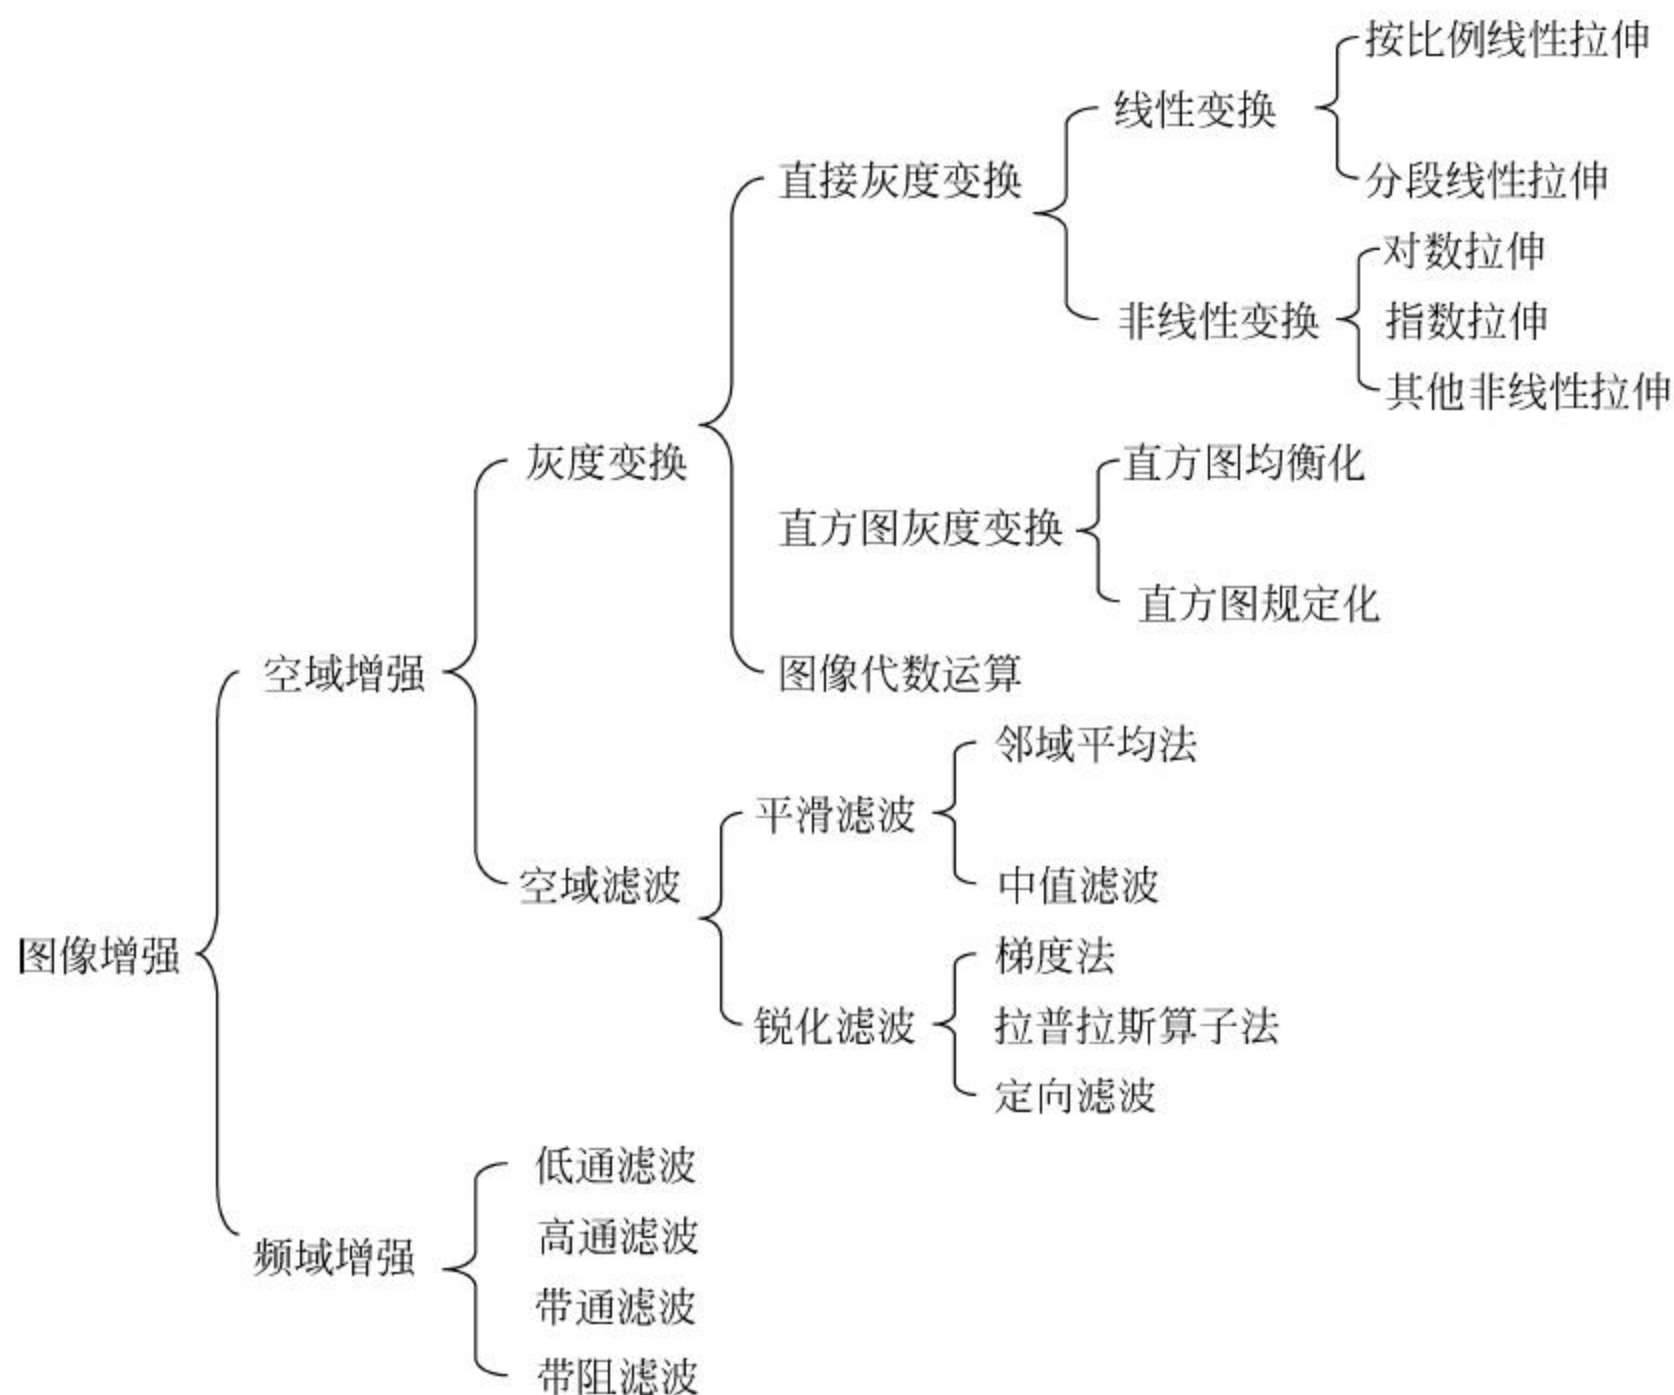 按比例线性拉伸
线性变换
直接灰度变换
分段线性拉伸
对数拉伸
非线性变换
指数拉伸
其他非线性拉伸
灰度变换
直方图均衡化
直方图灰度变换
直方图规定化
空域增强
图像代数运算
邻域平均法
平滑滤波
空域滤波
中值滤波
图像增强
梯度法
锐化滤波
拉普拉斯算子法
定向滤波
低通滤波
高通滤波
频域增强
带通滤波
带阻滤波